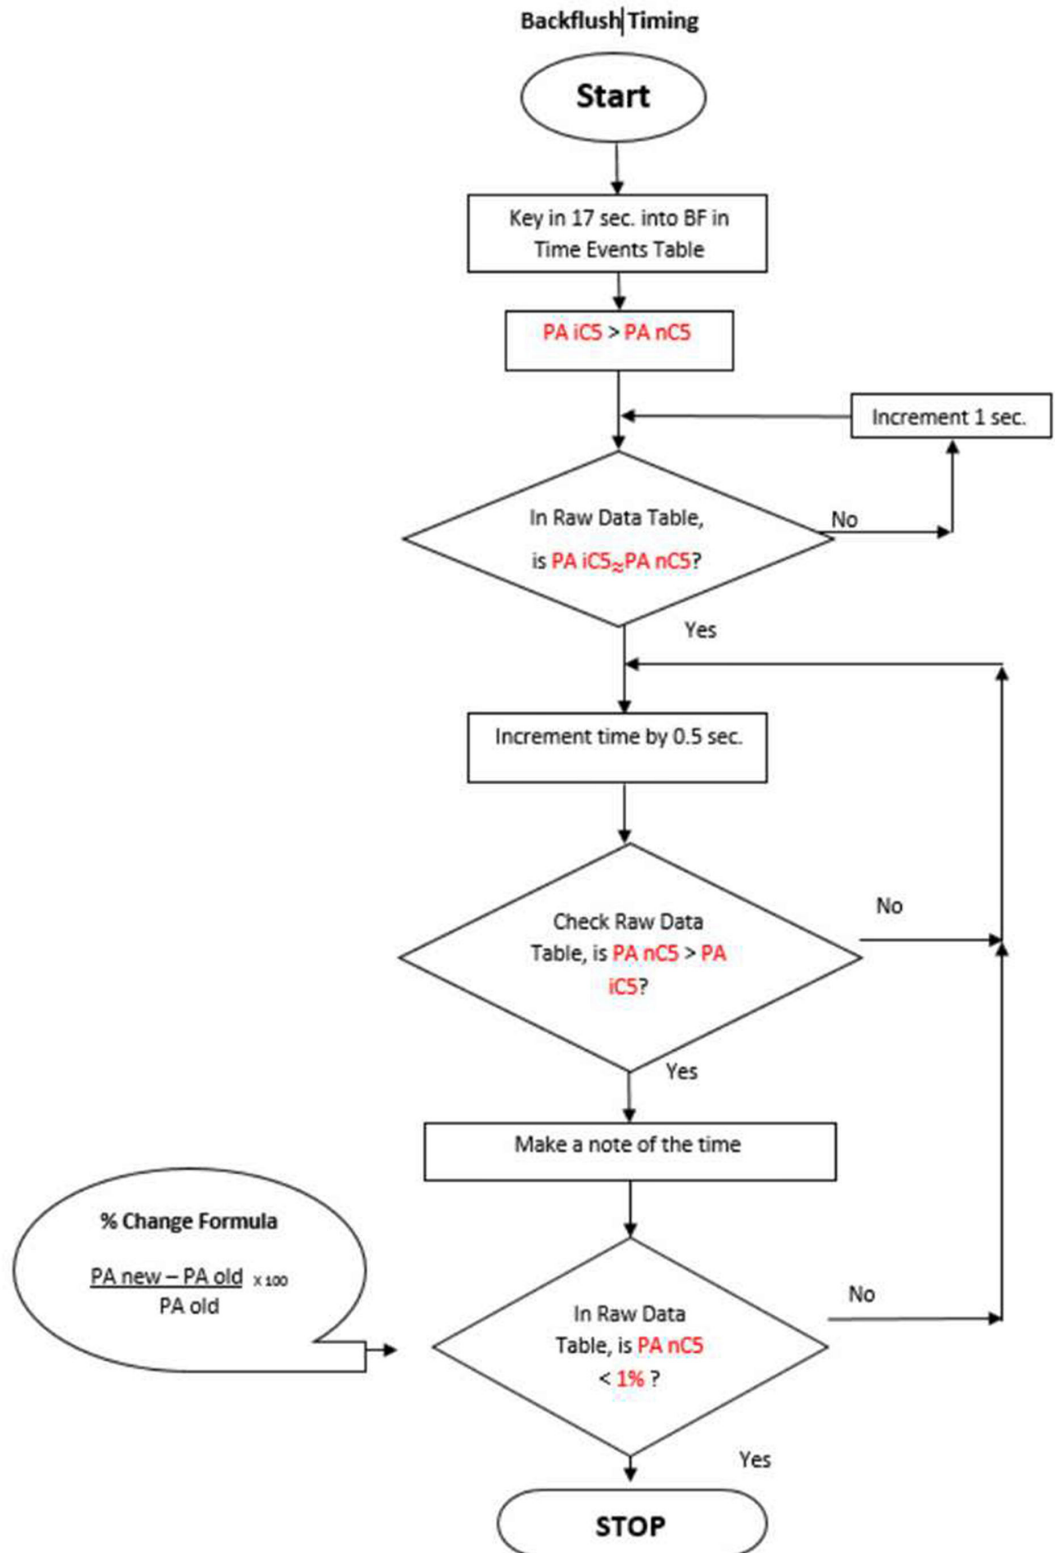 Backflush Timing
Start
Key in 17 sec. into BF in
Time Events Table
PA iC5 > PA nC5
Increment 1 sec.
In Raw Data Table,
is PA iC5≈PA nC5?
No
Yes
Increment time by 0.5 sec.
Check Raw Data
Table, is PA nC5 > PA
iC5?
No
Yes
Make a note of the time
% Change Formula
PA new – PA old x 100
PA old
In Raw Data
Table, is PA nC5
< 1% ?
No
Yes
STOP